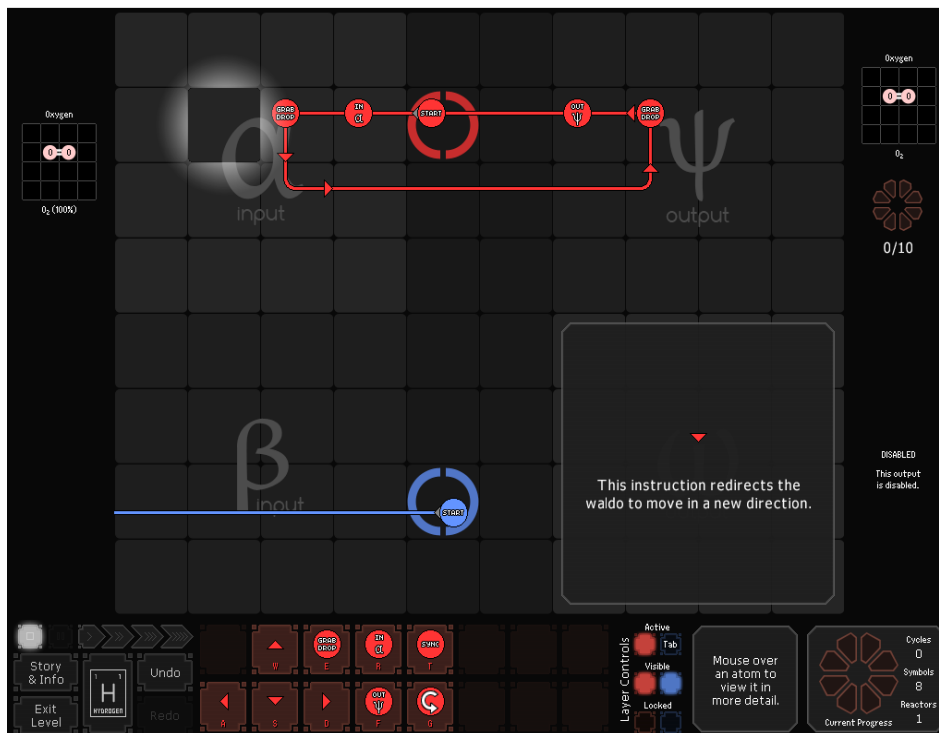 Oxygen
O=O
O₂
0/10
Oxygen
O=O
O₂ (100%)
GRAB DROP
IN α
START
OUT ψ
GRAB DROP
α
input
ψ
output
β
input
START
This instruction redirects the
waldo to move in a new direction.
DISABLED
This output
is disabled.
Story
& Info
Exit
Level
1 1
H
HYDROGEN
Undo
Redo
W
GRAB DROP
E
IN α
R
SYNC
T
A
S
D
OUT ψ
F
G
Layer Controls
Active
Tab
Visible
Locked
Mouse over
an atom to
view it in
more detail.
Cycles
0
Symbols
8
Reactors
1
Current Progress